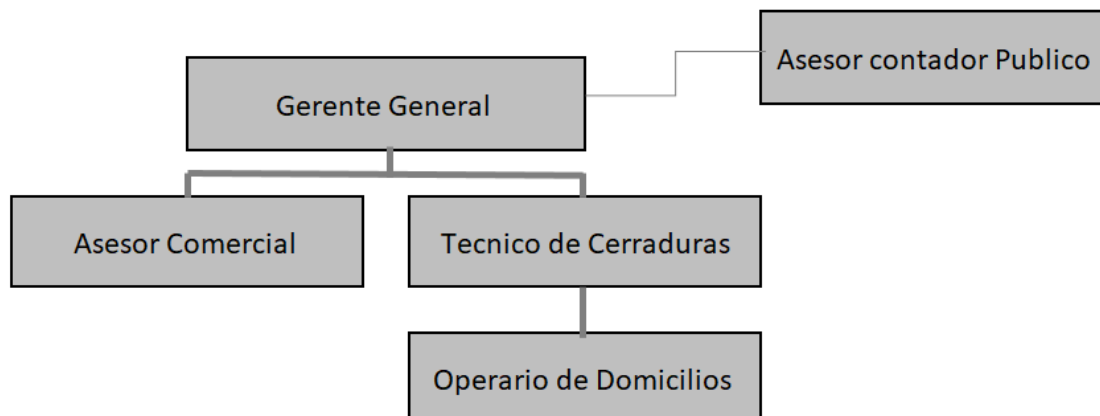 Asesor contador Publico
Gerente General
Asesor Comercial
Tecnico de Cerraduras
Operario de Domicilios